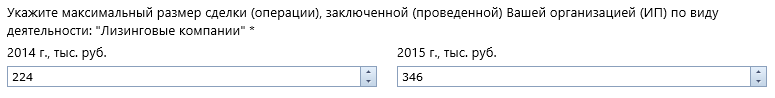 Укажите максимальный размер сделки (операции), заключенной (проведенной) Вашей организацией (ИП) по виду
деятельности: "Лизинговые компании" *
2014 г., тыс. руб. 2015 г., тыс. руб.
224 346